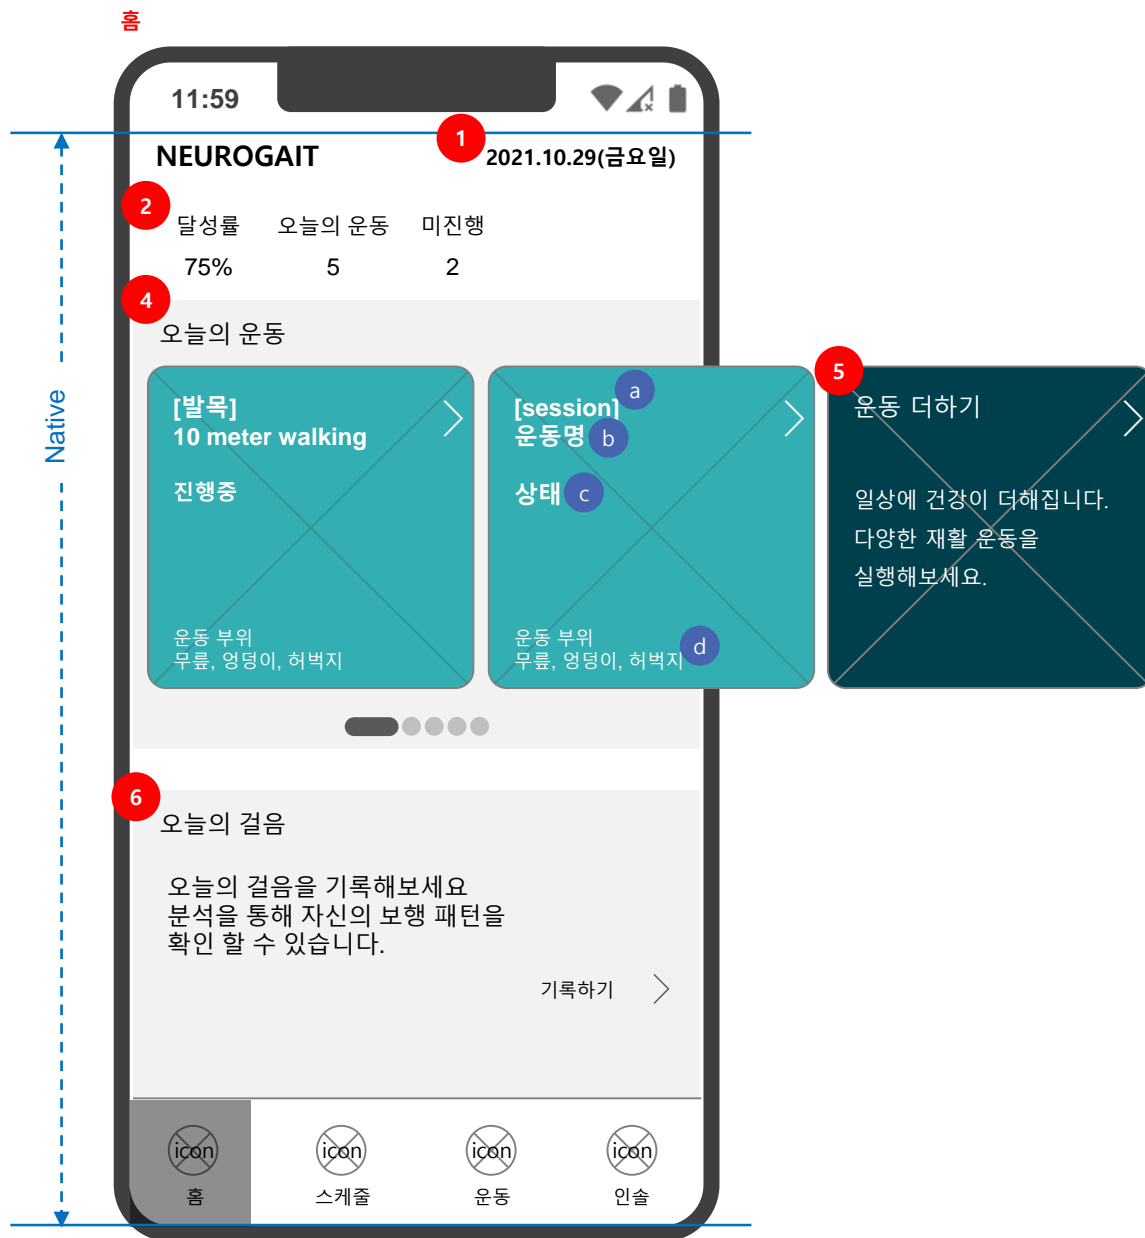 홈
11:59
1
NEUROGAIT
2021.10.29(금요일)
2
달성률 오늘의 운동 미진행
75% 5 2
4
오늘의 운동
Native
[발목]
10 meter walking
진행중
운동 부위
무릎, 엉덩이, 허벅지
[session] a
운동명 b
상태 c
운동 부위
무릎, 엉덩이, 허벅지 d
5
운동 더하기
일상에 건강이 더해집니다.
다양한 재활 운동을
실행해보세요.
6
오늘의 걸음
오늘의 걸음을 기록해보세요
분석을 통해 자신의 보행 패턴을
확인 할 수 있습니다.
기록하기
icon icon icon icon
홈 스케줄 운동 인솔